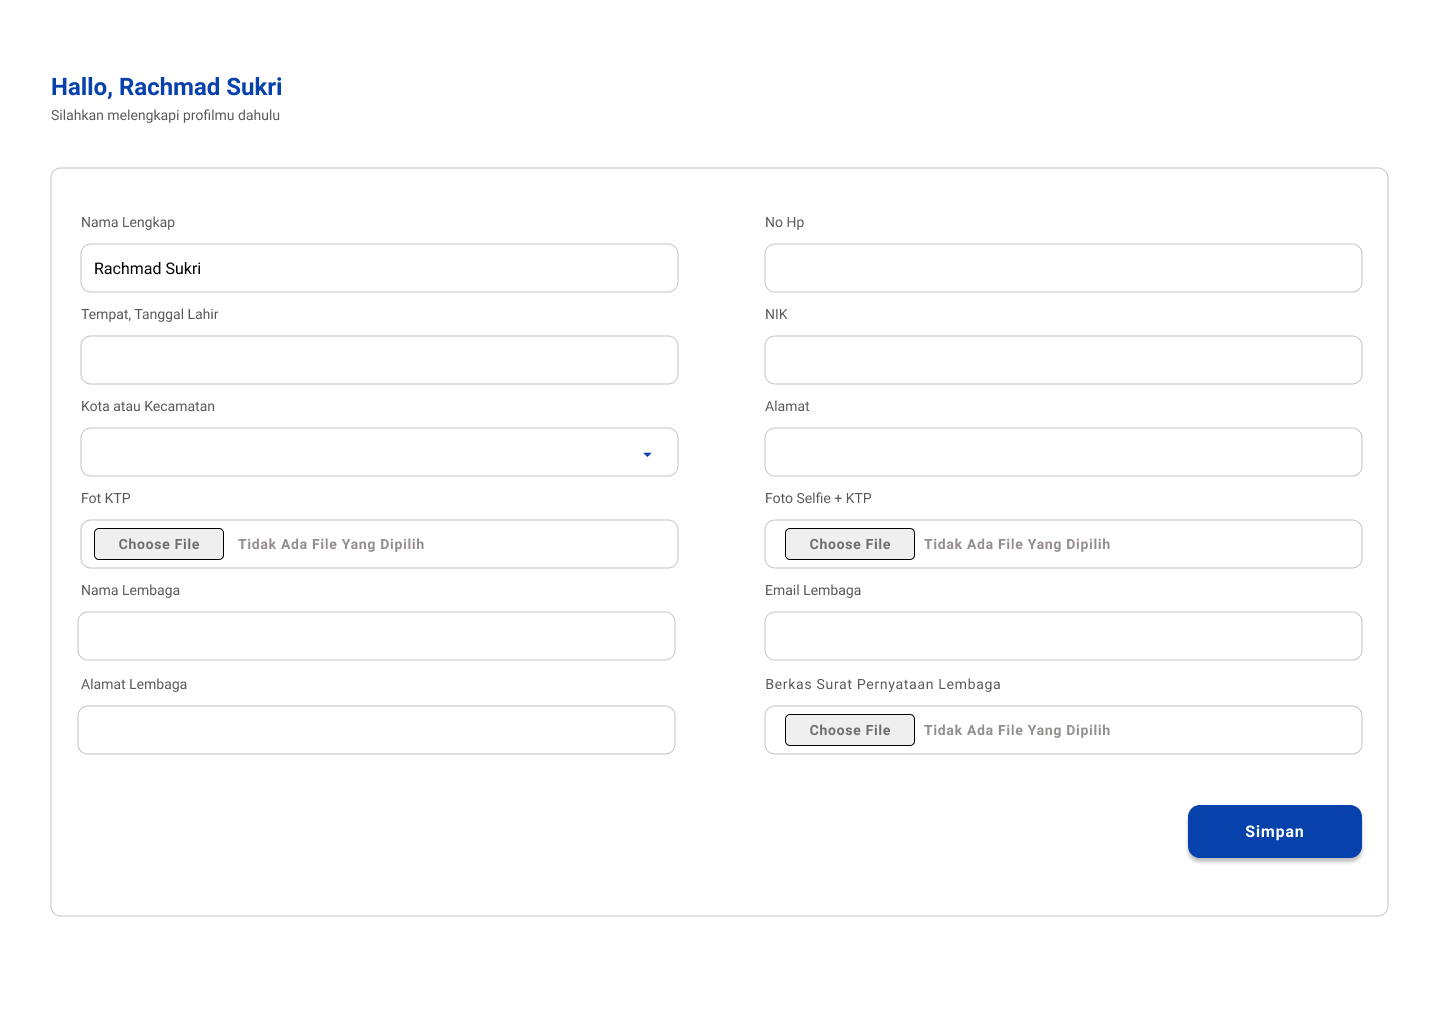 Hallo, Rachmad Sukri
Silahkan melengkapi profilmu dahulu
Nama Lengkap
No Hp
Rachmad Sukri
Tempat, Tanggal Lahir
NIK
Kota atau Kecamatan
Alamat
Fot KTP
Foto Selfie + KTP
Choose File Tidak Ada File Yang Dipilih
Choose File Tidak Ada File Yang Dipilih
Nama Lembaga
Email Lembaga
Alamat Lembaga
Berkas Surat Pernyataan Lembaga
Choose File Tidak Ada File Yang Dipilih
Simpan